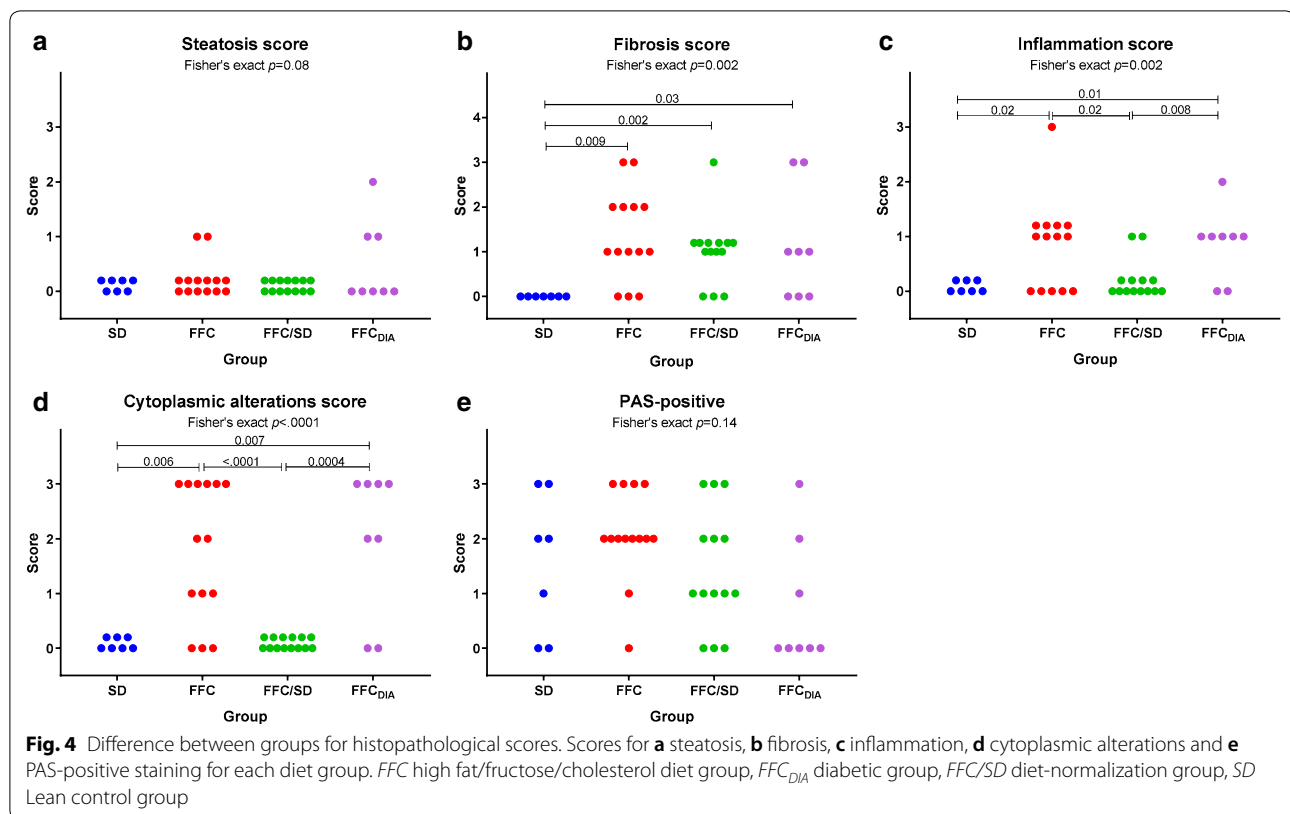 a
Steatosis score
Fisher's exact p=0.08
3
2
1
0
Score
SD FFC FFC/SD FFCDIA
Group
b
Fibrosis score
Fisher's exact p=0.002
0.03
0.002
0.009
4
3
2
1
0
Score
SD FFC FFC/SD FFCDIA
Group
c
Inflammation score
Fisher's exact p=0.002
0.01
0.02 0.02 0.008
3
2
1
0
Score
SD FFC FFC/SD FFCDIA
Group
d
Cytoplasmic alterations score
Fisher's exact p<.0001
0.007
0.006 <.0001 0.0004
3
2
1
0
Score
SD FFC FFC/SD FFCDIA
Group
e
PAS-positive
Fisher's exact p=0.14
3
2
1
0
Score
SD FFC FFC/SD FFCDIA
Group
Fig. 4 Difference between groups for histopathological scores. Scores for a steatosis, b fibrosis, c inflammation, d cytoplasmic alterations and e
PAS-positive staining for each diet group. FFC high fat/fructose/cholesterol diet group, FFCDIA diabetic group, FFC/SD diet-normalization group, SD
Lean control group